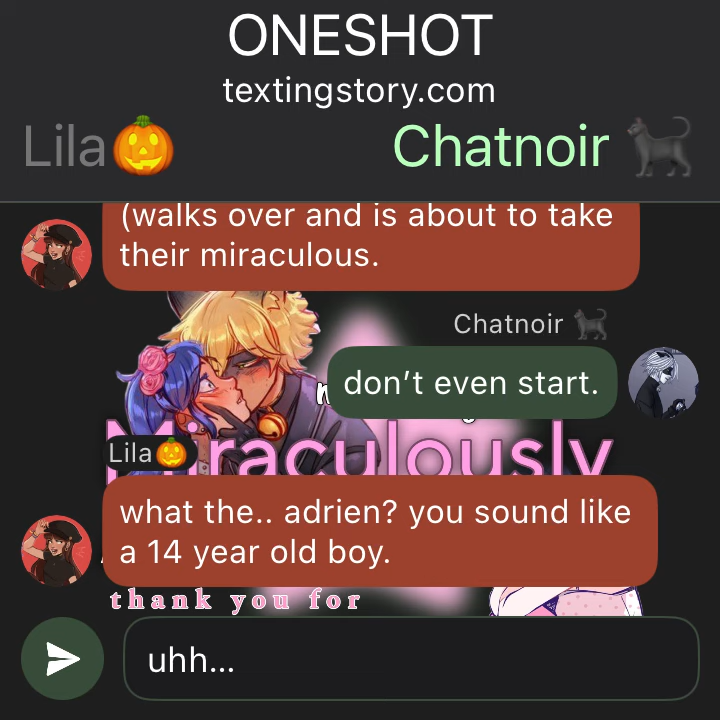 ONESHOT
textingstory.com
Lila🎃 Chatnoir 🐈‍⬛
(walks over and is about to take
their miraculous.
Chatnoir 🐈‍⬛
don’t even start.
Miraculously
Lila🎃
what the.. adrien? you sound like
a 14 year old boy.
thank you for
uhh...